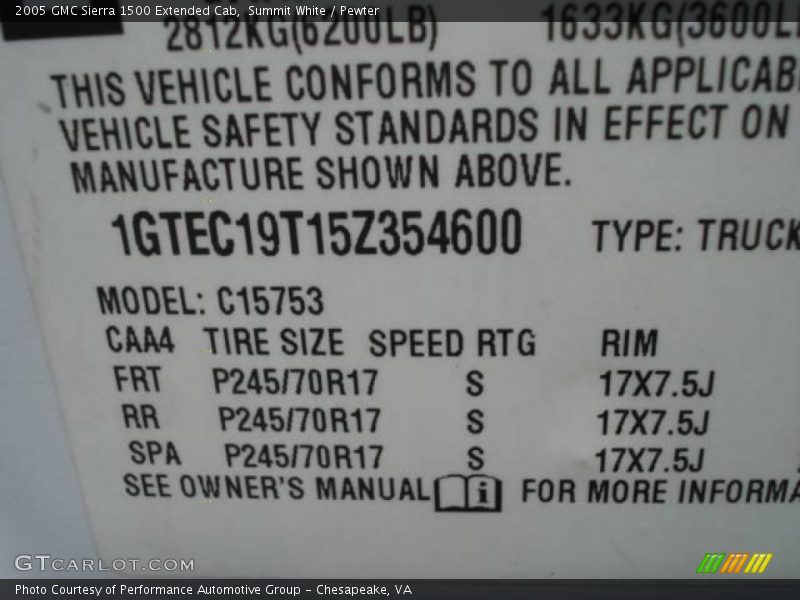 2005 GMC Sierra 1500 Extended Cab, Summit White / Pewter
2812KG(6200LB) 1633KG(3600L
THIS VEHICLE CONFORMS TO ALL APPLICAB
VEHICLE SAFETY STANDARDS IN EFFECT ON
MANUFACTURE SHOWN ABOVE.
1GTEC19T15Z354600 TYPE: TRUCK
MODEL: C15753
CAA4 TIRE SIZE SPEED RTG RIM
FRT P245/70R17 S 17X7.5J
RR P245/70R17 S 17X7.5J
SPA P245/70R17 S 17X7.5J
SEE OWNER'S MANUAL i FOR MORE INFORMA
GTCARLOT.COM
Photo Courtesy of Performance Automotive Group - Chesapeake, VA